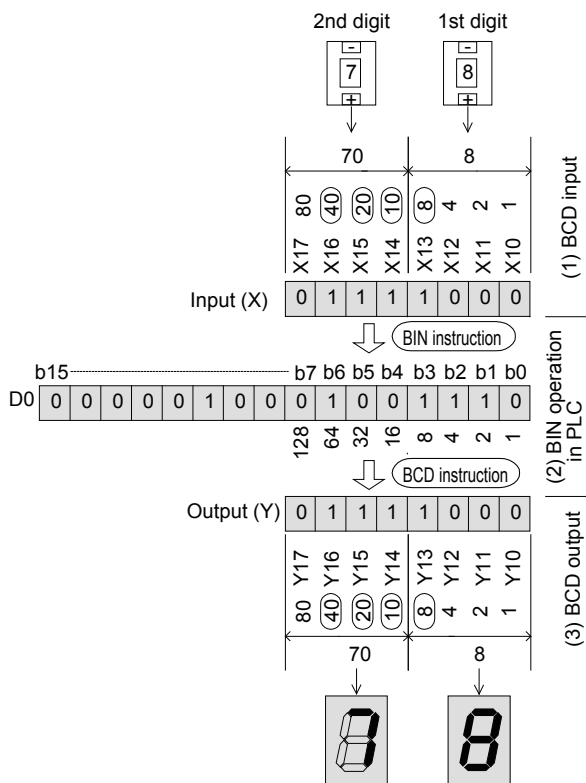 2nd digit 1st digit
- -
7 8
+ +
70 8
80 40 20 10 8 4 2 1
X17 X16 X15 X14 X13 X12 X11 X10
(1) BCD input
Input (X) 0 1 1 1 1 0 0 0
BIN instruction
b15 b7 b6 b5 b4 b3 b2 b1 b0
D0 0 0 0 0 0 1 0 0 0 1 0 0 1 1 1 0
128 64 32 16 8 4 2 1
(2) BIN operation
in PLC
BCD instruction
Output (Y) 0 1 1 1 1 0 0 0
Y17 Y16 Y15 Y14 Y13 Y12 Y11 Y10
80 40 20 10 8 4 2 1
(3) BCD output
70 8
7 8